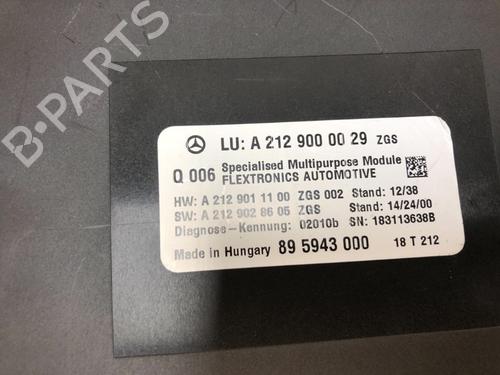 B-PARTS
LU: A 212 900 00 29 ZGS
Q 006 Specialised Multipurpose Module
FLEXTRONICS AUTOMOTIVE
HW: A 212 901 11 00 ZGS 002 Stand: 12/38
SW: A 212 902 86 05 ZGS Stand: 14/24/00
Diagnose - Kennung: 02010b SN: 183113638B
Made in Hungary 89 5943 000 18 T 212